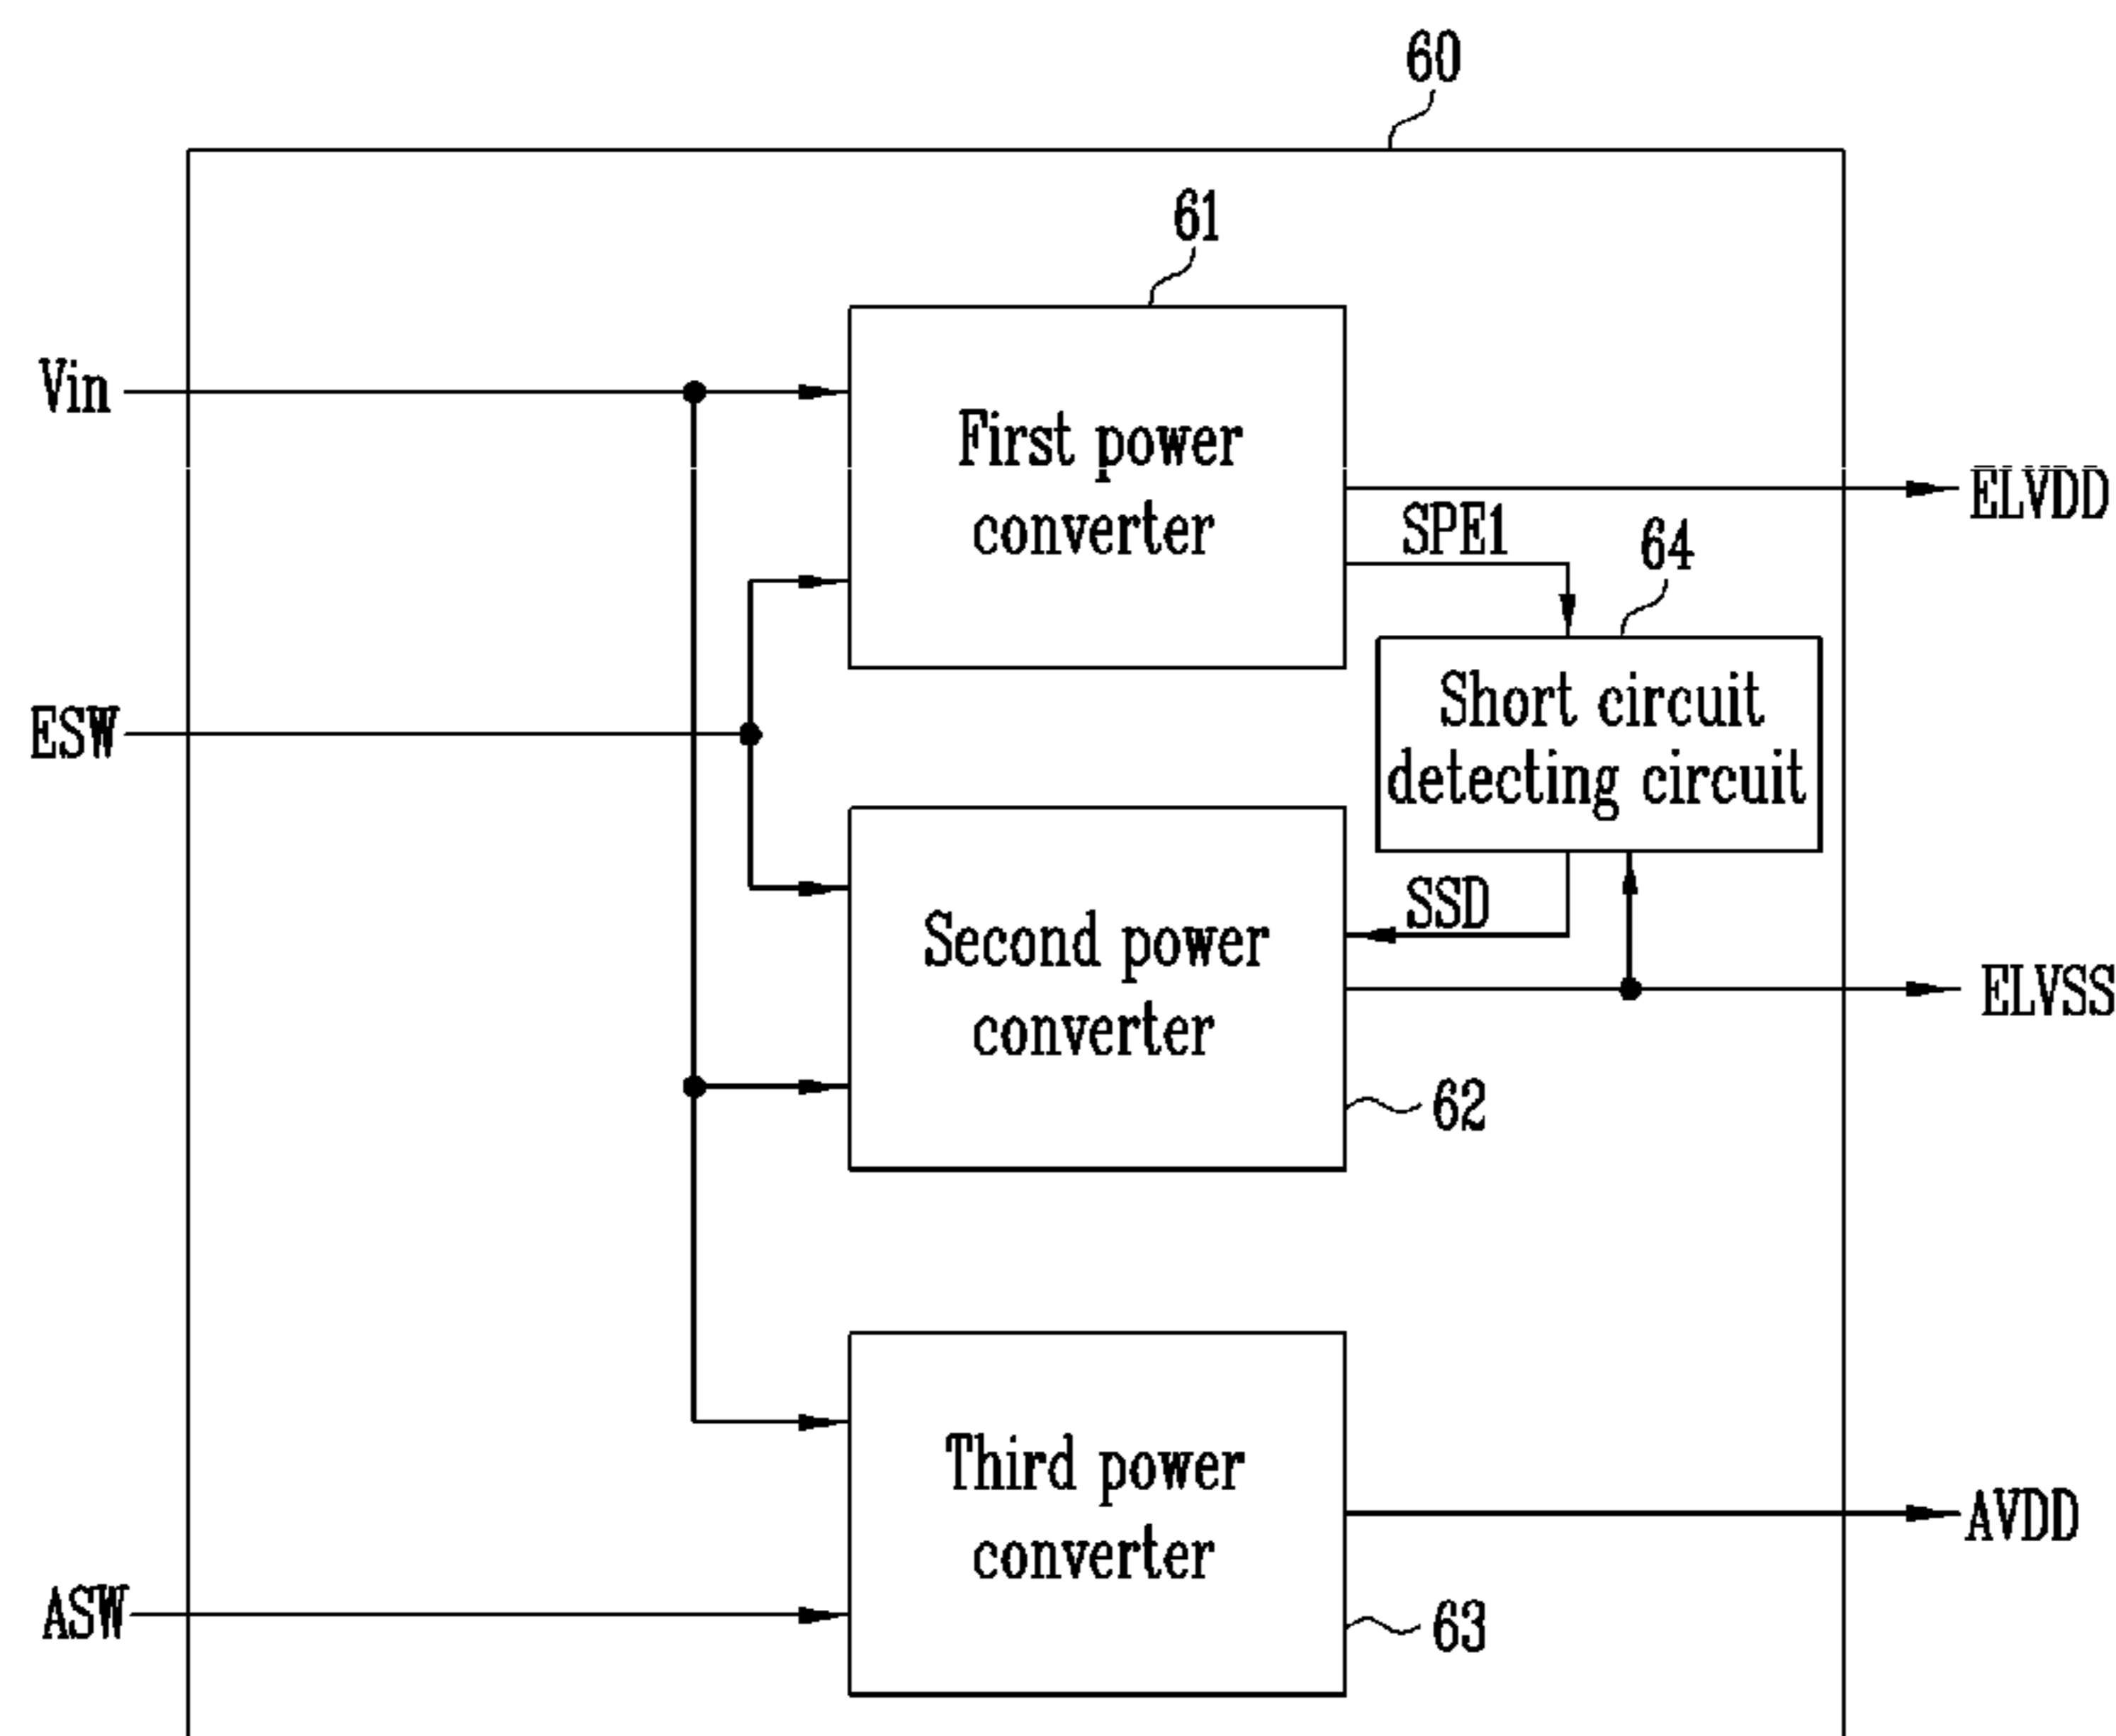 60
61
Vin
First power
converter
ELVDD
SPE1
64
ESW
Short circuit
detecting circuit
SSD
Second power
converter
ELVSS
62
Third power
converter
AVDD
ASW
63